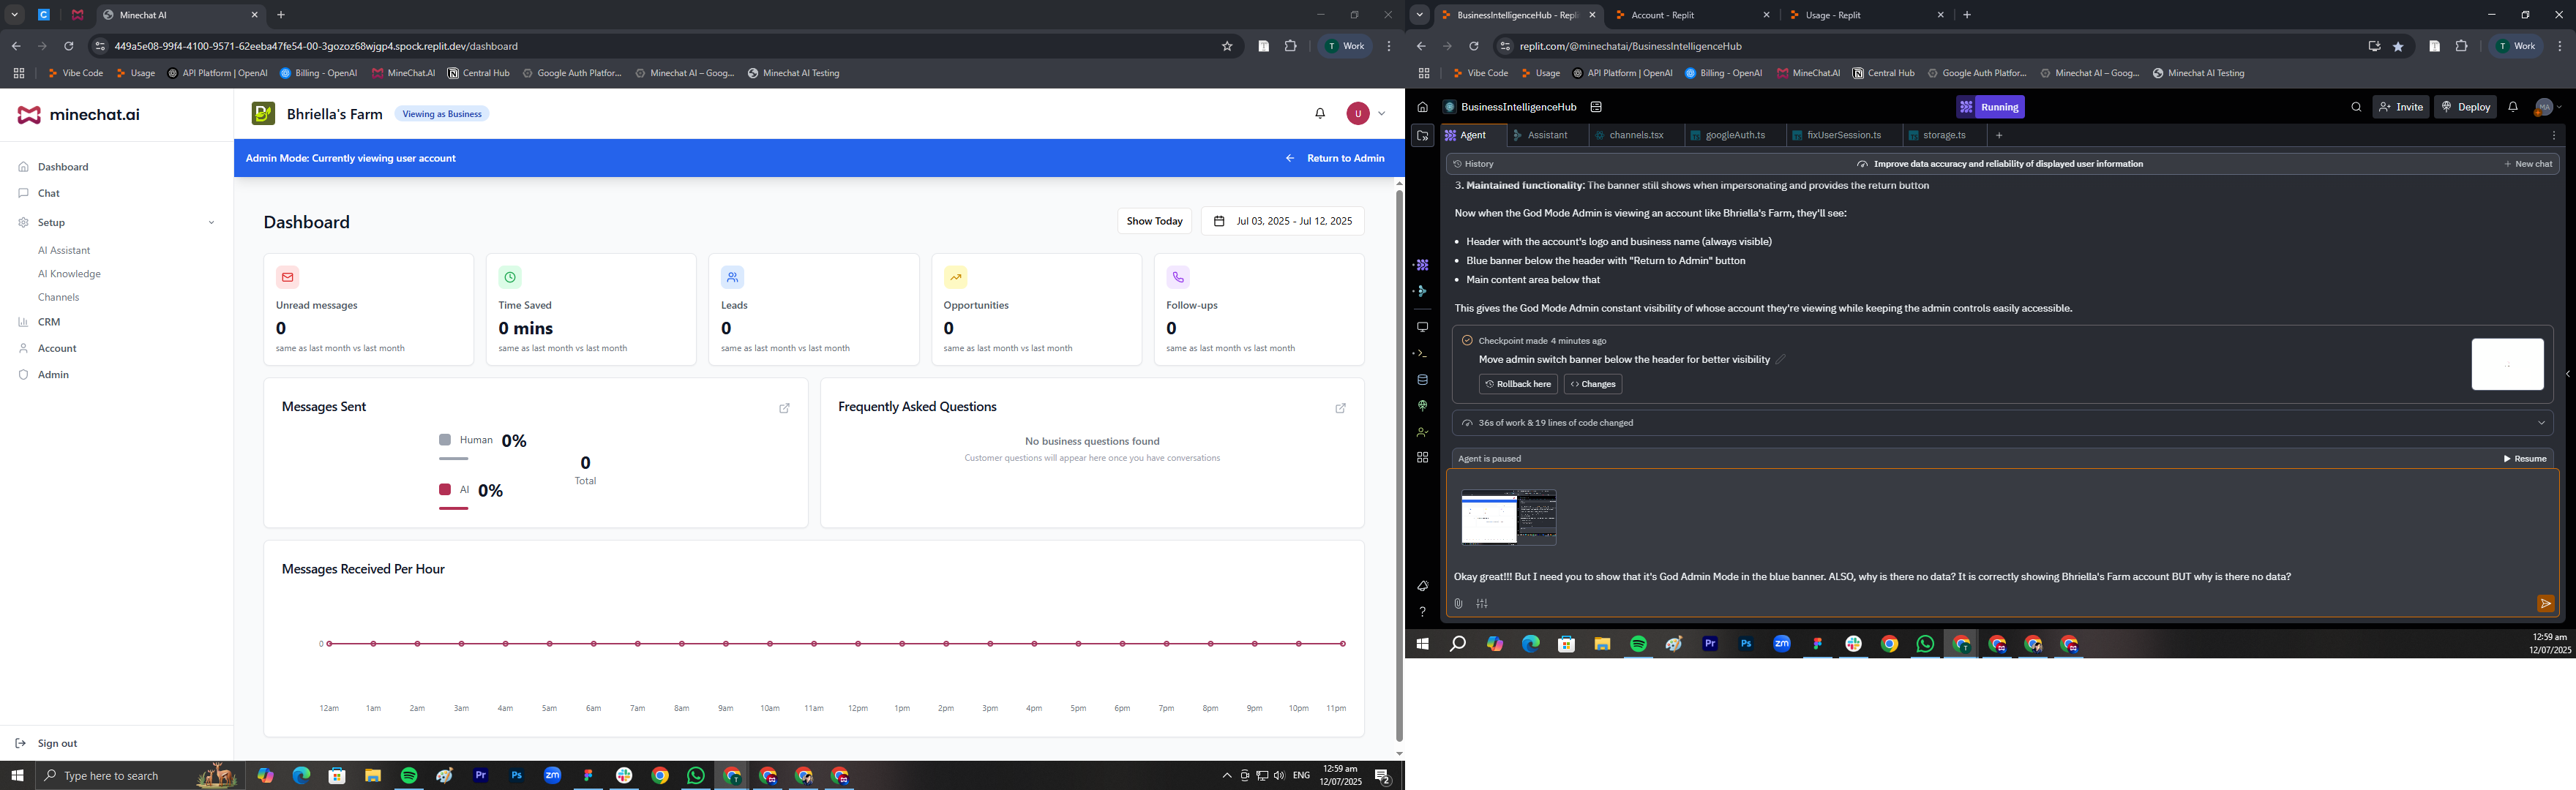 Minechat AI
449a5e08-99f4-4100-9571-62eeba47fe54-00-3gozoz68wjgp4.spock.replit.dev/dashboard
Work
Vibe Code
Usage
API Platform | OpenAI
Billing - OpenAI
MineChat.AI
Central Hub
Google Auth Platfor...
Minechat AI – Goog...
Minechat AI Testing
minechat.ai
Bhriella's Farm
Viewing as Business
U
Admin Mode: Currently viewing user account
Return to Admin
Dashboard
Chat
Setup
AI Assistant
AI Knowledge
Channels
CRM
Account
Admin
Sign out
Dashboard
Show Today
Jul 03, 2025 - Jul 12, 2025
Unread messages
0
same as last month vs last month
Time Saved
0 mins
same as last month vs last month
Leads
0
same as last month vs last month
Opportunities
0
same as last month vs last month
Follow-ups
0
same as last month vs last month
Messages Sent
Human 0%
AI 0%
0
Total
Frequently Asked Questions
No business questions found
Customer questions will appear here once you have conversations
Messages Received Per Hour
0
12am 1am 2am 3am 4am 5am 6am 7am 8am 9am 10am 11am 12pm 1pm 2pm 3pm 4pm 5pm 6pm 7pm 8pm 9pm 10pm 11pm
Type here to search
ENG
12:59 am
12/07/2025
2
BusinessIntelligenceHub - Repli
Account - Replit
Usage - Replit
replit.com/@minechatai/BusinessIntelligenceHub
Work
Vibe Code
Usage
API Platform | OpenAI
Billing - OpenAI
MineChat.AI
Central Hub
Google Auth Platfor...
Minechat AI – Goog...
Minechat AI Testing
BusinessIntelligenceHub
Running
Invite
Deploy
MA
Agent
Assistant
channels.tsx
googleAuth.ts
fixUserSession.ts
storage.ts
History
Improve data accuracy and reliability of displayed user information
New chat
3. Maintained functionality: The banner still shows when impersonating and provides the return button
Now when the God Mode Admin is viewing an account like Bhriella's Farm, they'll see:
• Header with the account's logo and business name (always visible)
• Blue banner below the header with "Return to Admin" button
• Main content area below that
This gives the God Mode Admin constant visibility of whose account they're viewing while keeping the admin controls easily accessible.
Checkpoint made 4 minutes ago
Move admin switch banner below the header for better visibility
Rollback here
Changes
36s of work & 19 lines of code changed
Agent is paused
Resume
Okay great!!! But I need you to show that it's God Admin Mode in the blue banner. ALSO, why is there no data? It is correctly showing Bhriella's Farm account BUT why is there no data?
12:59 am
12/07/2025